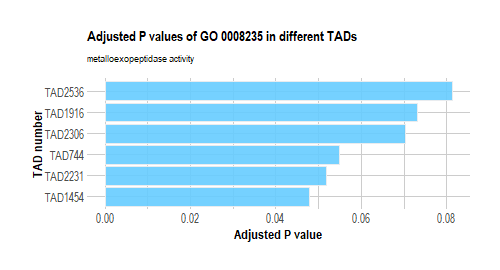 Adjusted P values of GO 0008235 in different TADs
metalloexopeptidase activity
TAD number
TAD2536
TAD1916
TAD2306
TAD744
TAD2231
TAD1454
0.00 0.02 0.04 0.06 0.08
Adjusted P value